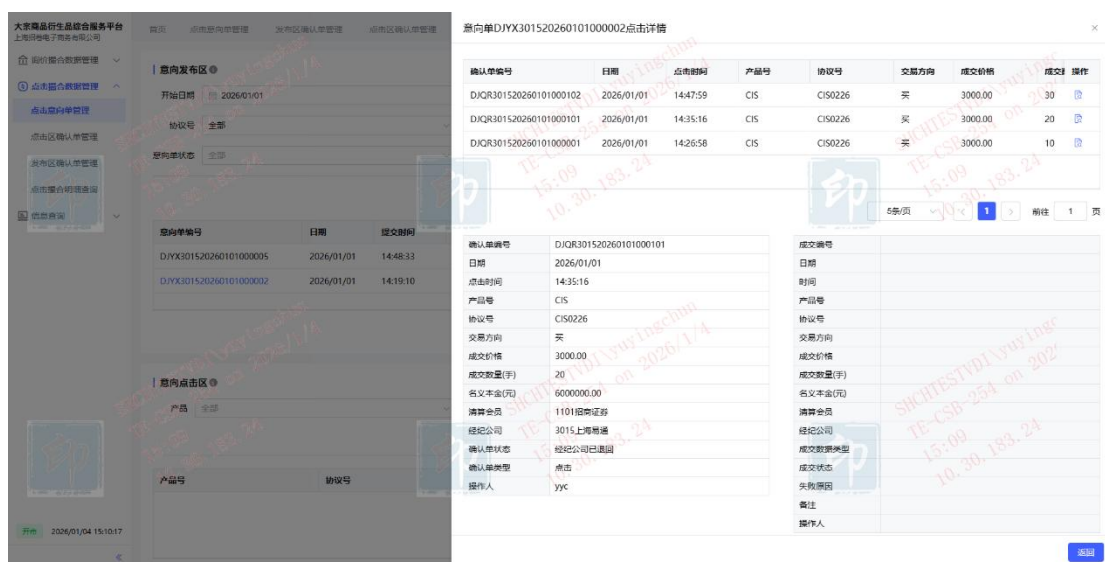 大宗商品衍生品综合服务平台
首页 点击意向单管理 发布区确认单管理 点击区确认单管理
询价撮合数据管理
点击撮合数据管理
点击意向单管理
点击区确认单管理
发布区确认单管理
点击撮合明细查询
信息查询
开市 2026/01/04 15:10:17
意向发布区
开始日期 2026/01/01
协议号 全部
意向单状态 全部
意向单编号 日期 提交时间
DJYX301520260101000005 2026/01/01 14:48:33
DJYX301520260101000002 2026/01/01 14:19:10
意向点击区
产品 全部
产品号 协议号
意向单DJYX301520260101000002点击详情
确认单编号 日期 点击时间 产品号 协议号 交易方向 成交价格 成交 操作
DJQR301520260101000102 2026/01/01 14:47:59 CIS CIS0226 买 3000.00 30
DJQR301520260101000101 2026/01/01 14:35:16 CIS CIS0226 买 3000.00 20
DJQR301520260101000001 2026/01/01 14:26:58 CIS CIS0226 买 3000.00 10
5条/页 1 前往 1 页
确认单编号 DJQR301520260101000101
日期 2026/01/01
点击时间 14:35:16
产品号 CIS
协议号 CIS0226
交易方向 买
成交价格 3000.00
成交数量(手) 20
名义本金(元) 6000000.00
清算会员 1101招商证券
经纪公司 3015上海易通
确认单状态 经纪公司已退回
确认单类型 点击
操作人 yyc
成交编号
日期
时间
产品号
协议号
交易方向
成交价格
成交数量(手)
名义本金(元)
清算会员
经纪公司
成交数据类型
成交状态
失败原因
备注
操作人
返回